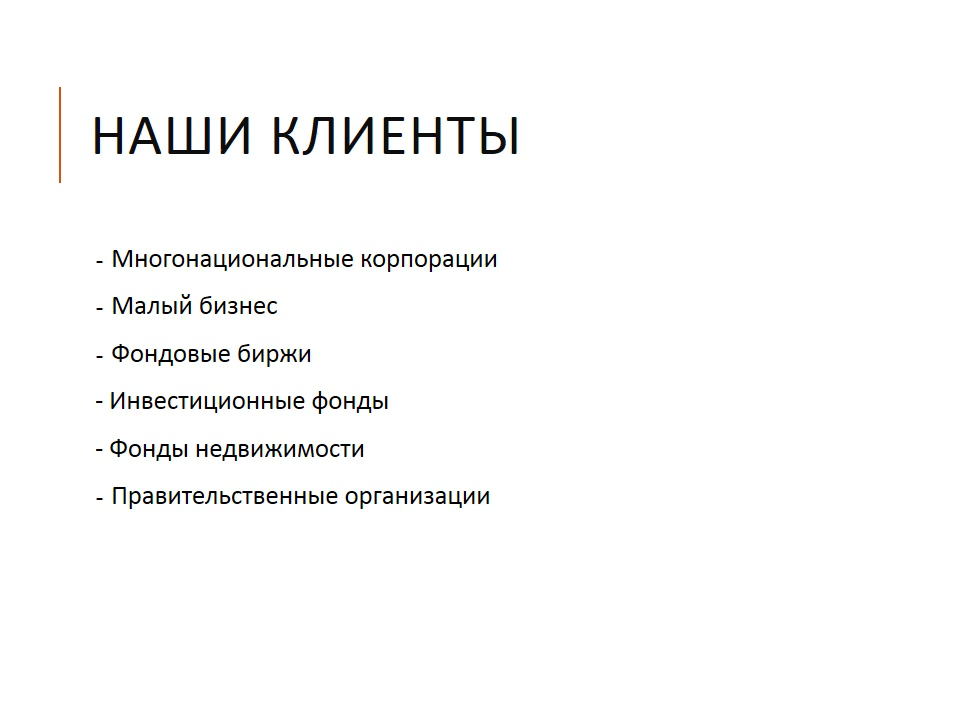 НАШИ КЛИЕНТЫ
- Многонациональные корпорации
- Малый бизнес
- Фондовые биржи
- Инвестиционные фонды
- Фонды недвижимости
- Правительственные организации